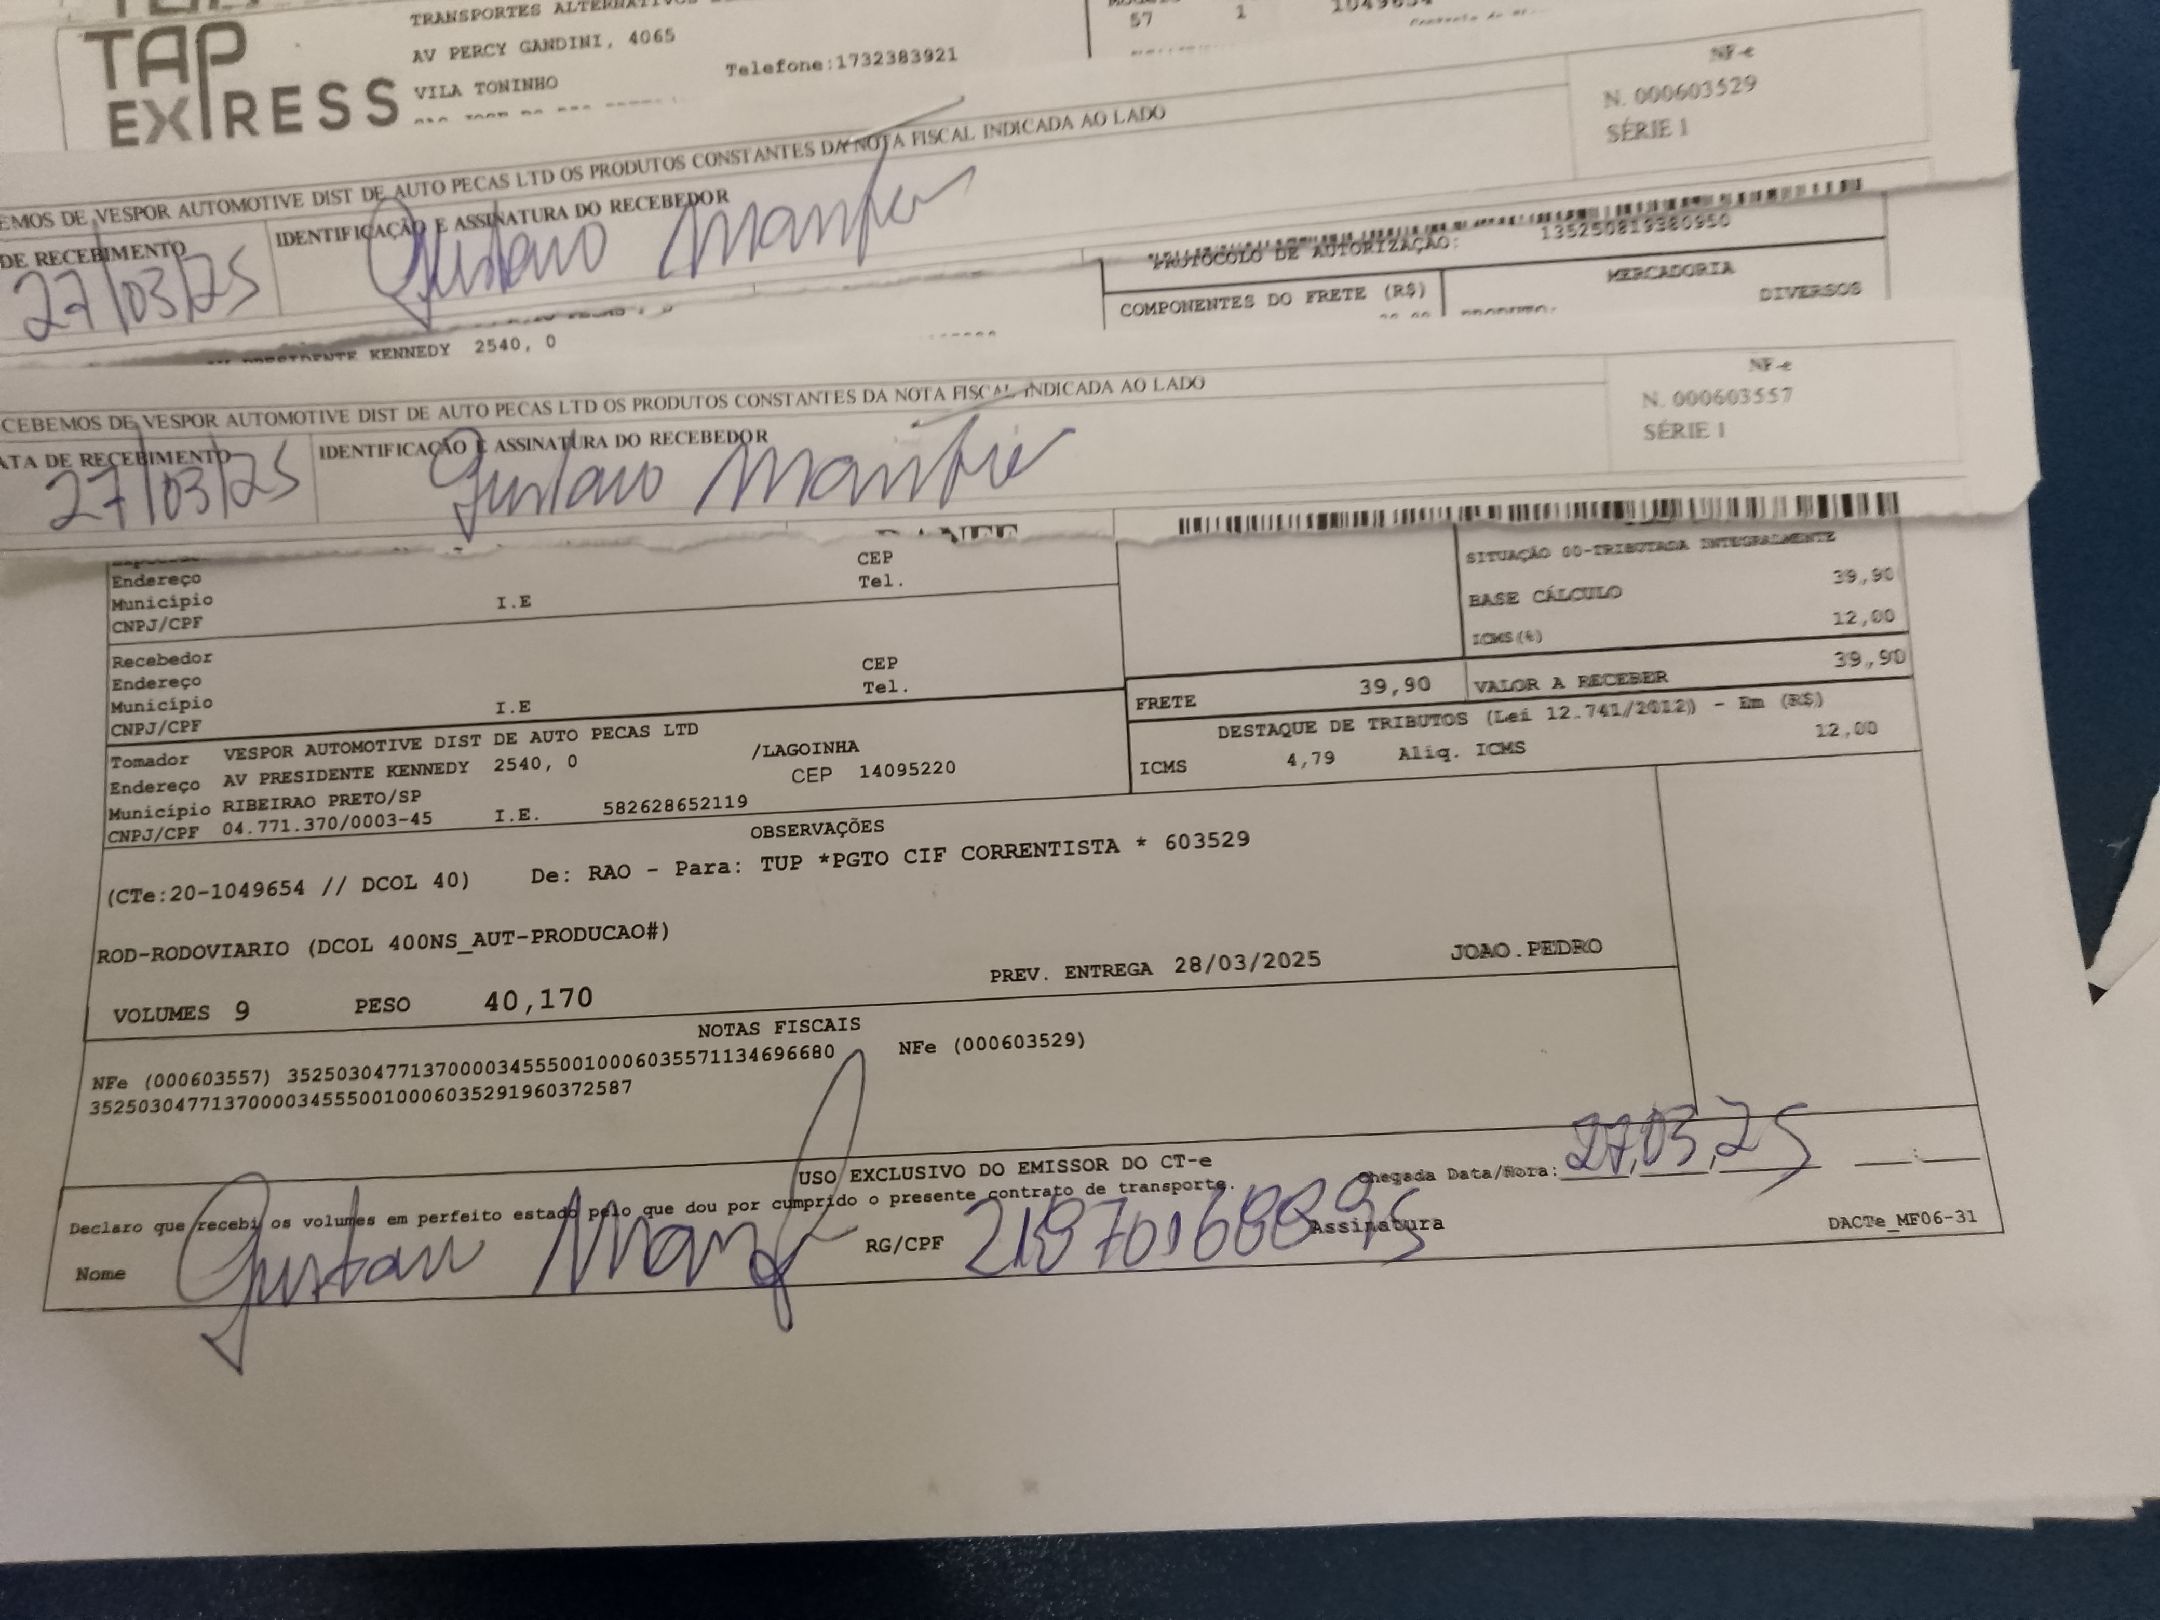 TAP
EXPRESS
TRANSPORTES
AV PERCY GANDINI, 4065
VILA TONINHO
Telefone:1732383921
57 1 1049654
EMOS DE VESPOR AUTOMOTIVE DIST DE AUTO PECAS LTD OS PRODUTOS CONSTANTES DA NOTA FISCAL INDICADA AO LADO
NF-e
N. 000603529
SÉRIE 1
DE RECEBIMENTO
27/03/25
IDENTIFICAÇÃO E ASSINATURA DO RECEBEDOR
Gustavo
PROTOCOLO DE AUTORIZAÇÃO:
135250819380950
COMPONENTES DO FRETE (R$)
MERCADORIA
DIVERSOS
PRESIDENTE KENNEDY 2540, 0
CEBEMOS DE VESPOR AUTOMOTIVE DIST DE AUTO PECAS LTD OS PRODUTOS CONSTANTES DA NOTA FISCAL INDICADA AO LADO
NF-e
N. 000603557
SÉRIE 1
ATA DE RECEBIMENTO
27/03/25
IDENTIFICAÇÃO E ASSINATURA DO RECEBEDOR
Gustavo
Endereço CEP
Município I.E Tel.
CNPJ/CPF
Recebedor
Endereço CEP
Município I.E Tel.
CNPJ/CPF
SITUAÇÃO 00-TRIBUTADA INTEGRALMENTE
BASE CÁLCULO 39,90
ICMS(%) 12,00
FRETE 39,90 VALOR A RECEBER 39,90
DESTAQUE DE TRIBUTOS (Lei 12.741/2012) - Em (R$)
ICMS 4,79 Aliq. ICMS 12,00
Tomador VESPOR AUTOMOTIVE DIST DE AUTO PECAS LTD
Endereço AV PRESIDENTE KENNEDY 2540, 0 /LAGOINHA
Município RIBEIRAO PRETO/SP CEP 14095220
CNPJ/CPF 04.771.370/0003-45 I.E. 582628652119
OBSERVAÇÕES
(CTe:20-1049654 // DCOL 40) De: RAO - Para: TUP *PGTO CIF CORRENTISTA * 603529
ROD-RODOVIARIO (DCOL 400NS_AUT-PRODUCAO#)
VOLUMES 9 PESO 40,170 PREV. ENTREGA 28/03/2025 JOAO.PEDRO
NOTAS FISCAIS
NFe (000603557) 35250304771370000345550010006035571134696680 NFe (000603529)
35250304771370000345550010006035291960372587
USO EXCLUSIVO DO EMISSOR DO CT-e
Declaro que recebi os volumes em perfeito estado pelo que dou por cumprido o presente contrato de transporte.
Chegada Data/Hora: 27,03,25
Nome RG/CPF Assinatura
DACTe_MF06-31